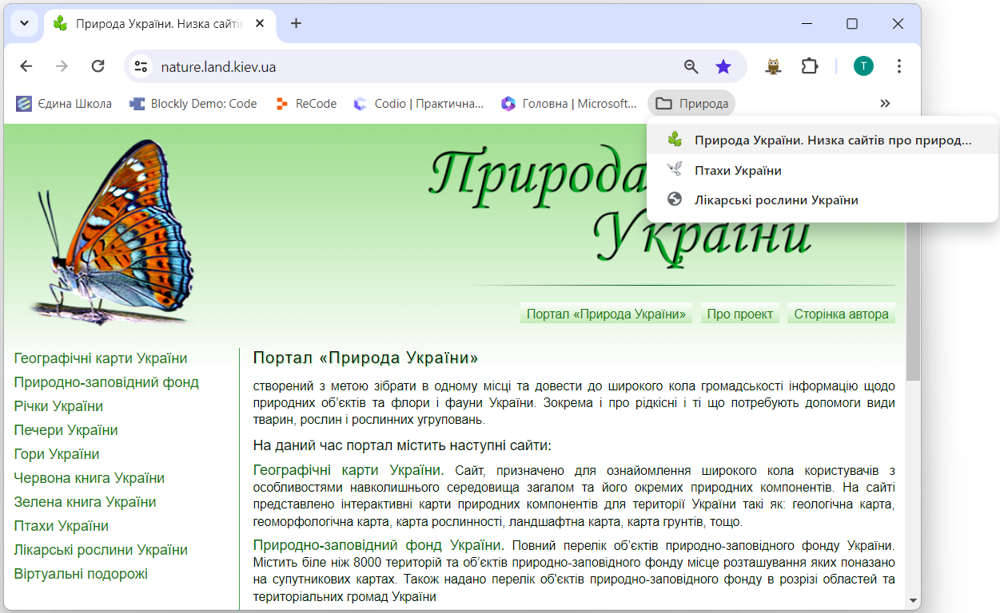 Природа України. Низка сайтів
nature.land.kiev.ua
T
Єдина Школа
Blockly Demo: Code
ReCode
Codio | Практична...
Головна | Microsoft...
Природа
Природа України. Низка сайтів про природ...
Птахи України
Лікарські рослини України
Природа
України
Портал «Природа України»
Про проект
Сторінка автора
Географічні карти України
Природно-заповідний фонд
Річки України
Печери України
Гори України
Червона книга України
Зелена книга України
Птахи України
Лікарські рослини України
Віртуальні подорожі
Портал «Природа України»
створений з метою зібрати в одному місці та довести до широкого кола громадськості інформацію щодо
природних об’єктів та флори і фауни України. Зокрема і про рідкісні і ті що потребують допомоги види
тварин, рослин і рослинних угруповань.
На даний час портал містить наступні сайти:
Географічні карти України. Сайт, призначено для ознайомлення широкого кола користувачів з
особливостями навколишнього середовища загалом та його окремих природних компонентів. На сайті
представлено інтерактивні карти природних компонентів для території України такі як: геологічна карта,
геоморфологічна карта, карта рослинності, ландшафтна карта, карта грунтів, тощо.
Природно-заповідний фонд України. Повний перелік об’єктів природно-заповідного фонду України.
Містить біле ніж 8000 територій та об’єктів природно-заповідного фонду місце розташування яких показано
на супутникових картах. Також надано перелік об'єктів природно-заповідного фонду в розрізі областей та
територіальних громад України